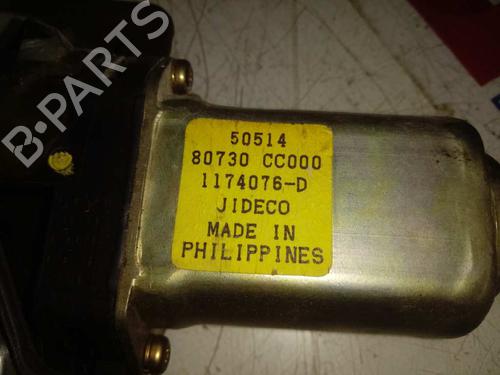 B-PARTS
50514
80730 CC000
1174076-D
JIDECO
MADE IN
PHILIPPINES